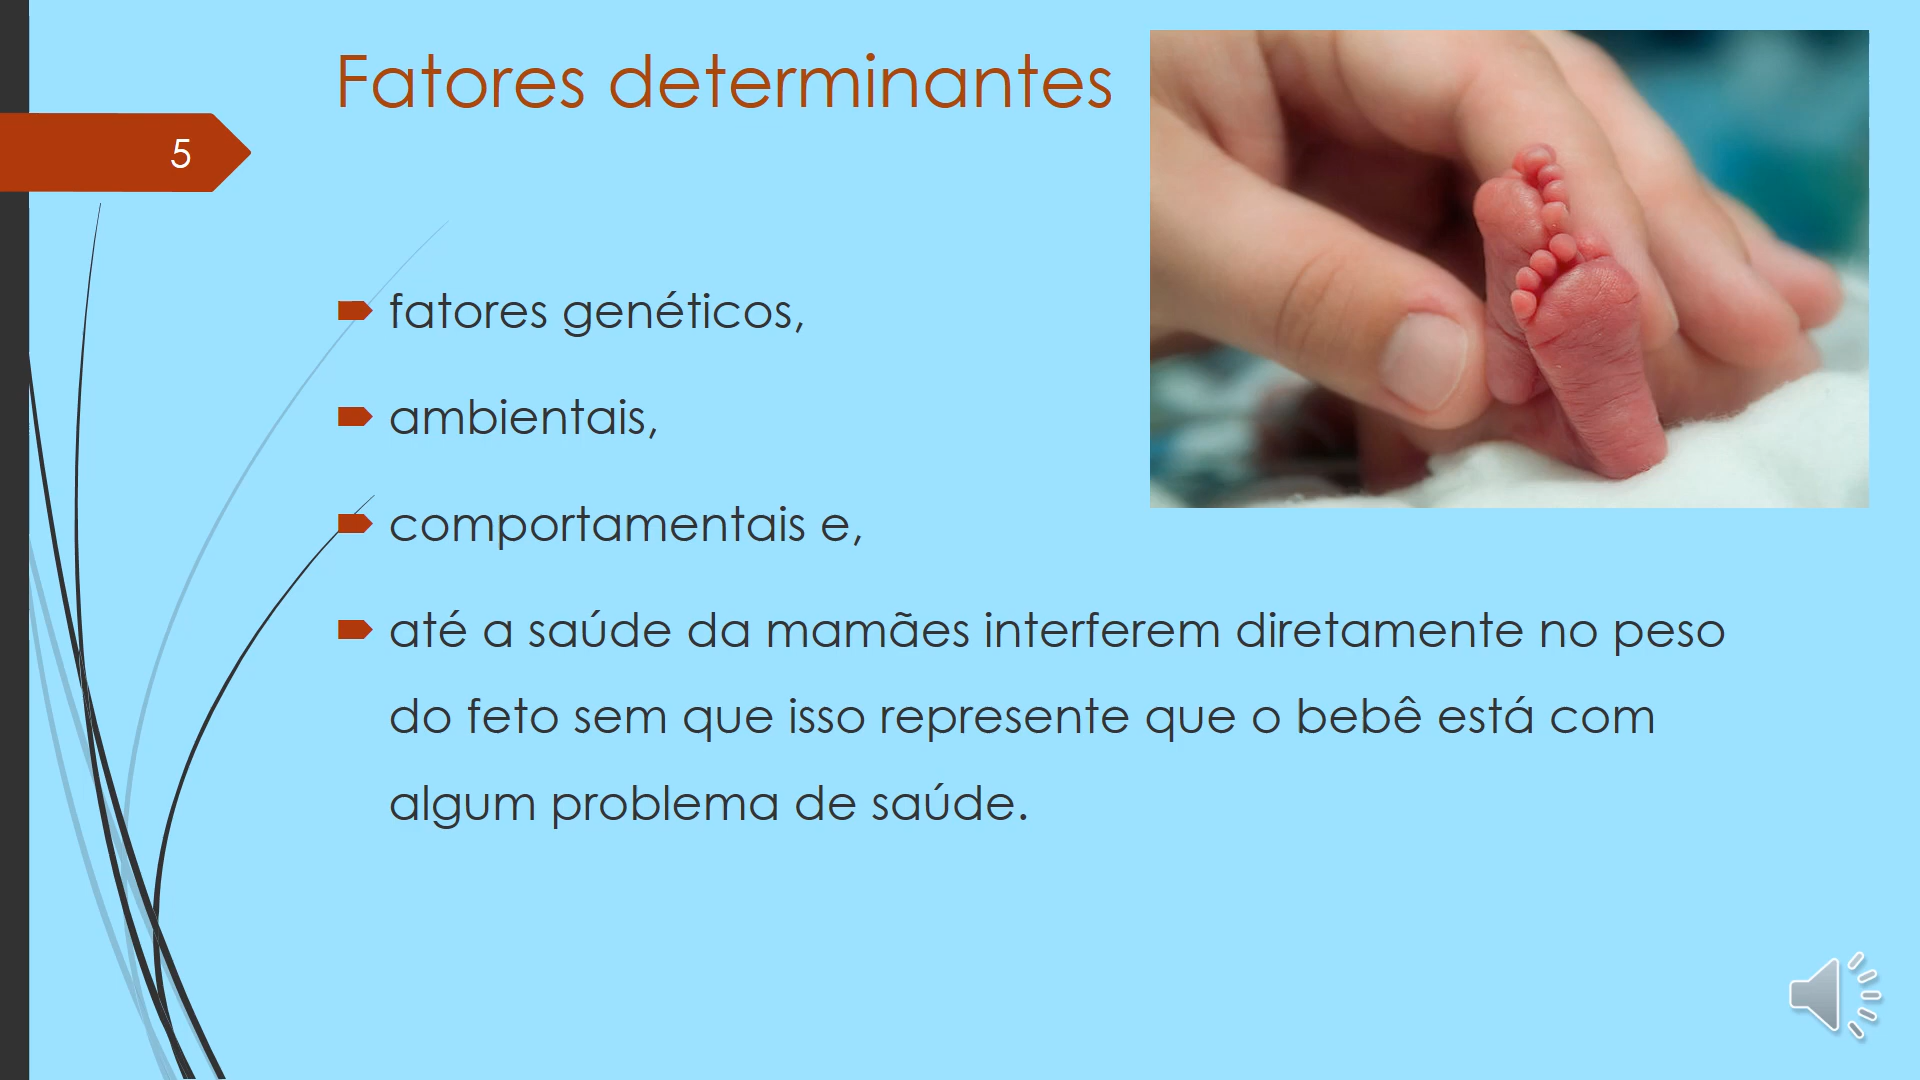 Fatores determinantes
5
fatores genéticos,
ambientais,
comportamentais e,
até a saúde da mamães interferem diretamente no peso
do feto sem que isso represente que o bebê está com
algum problema de saúde.